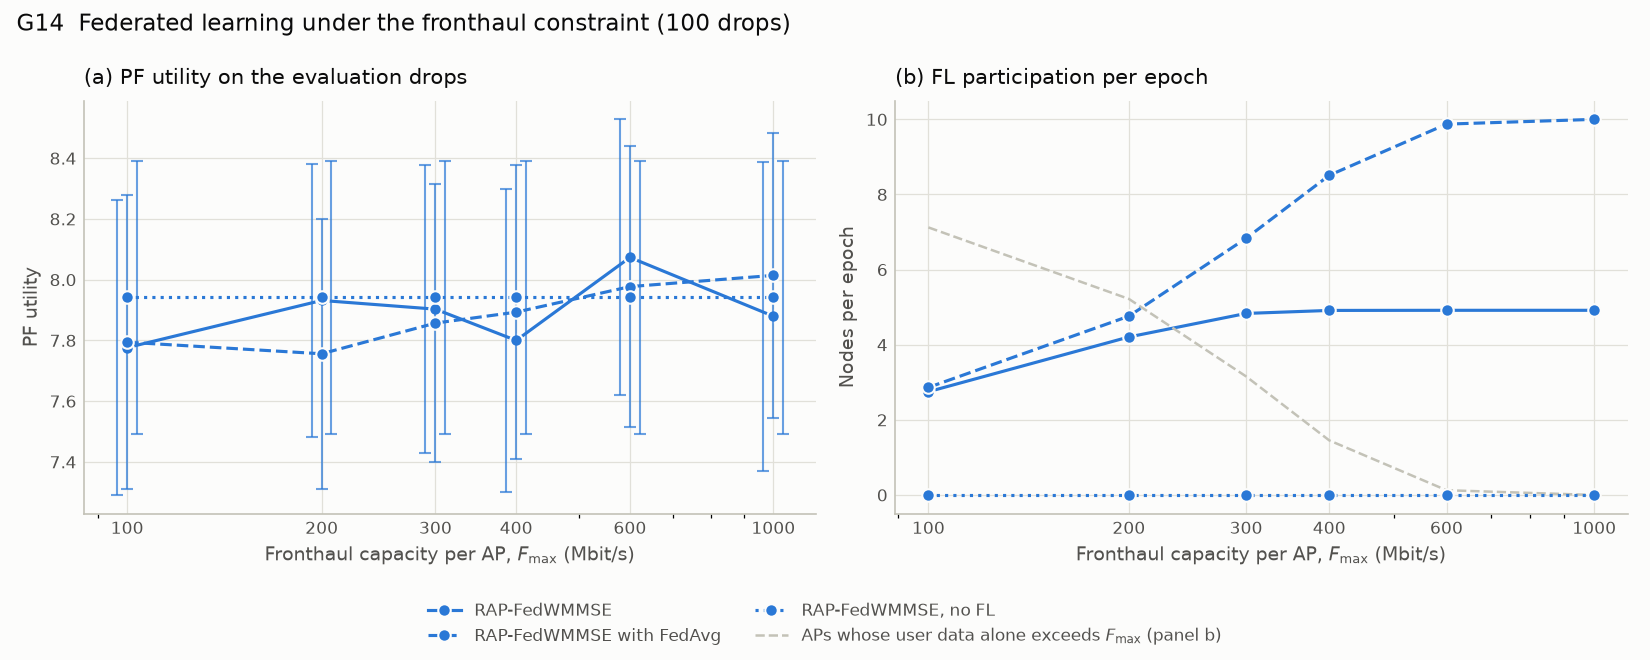 G14  Federated learning under the fronthaul constraint (100 drops)
(a) PF utility on the evaluation drops
PF utility
8.4
8.2
8.0
7.8
7.6
7.4
100 200 300 400 600 1000
Fronthaul capacity per AP, Fmax (Mbit/s)
(b) FL participation per epoch
Nodes per epoch
10
8
6
4
2
0
100 200 300 400 600 1000
Fronthaul capacity per AP, Fmax (Mbit/s)
RAP-FedWMMSE
RAP-FedWMMSE with FedAvg
RAP-FedWMMSE, no FL
APs whose user data alone exceeds Fmax (panel b)